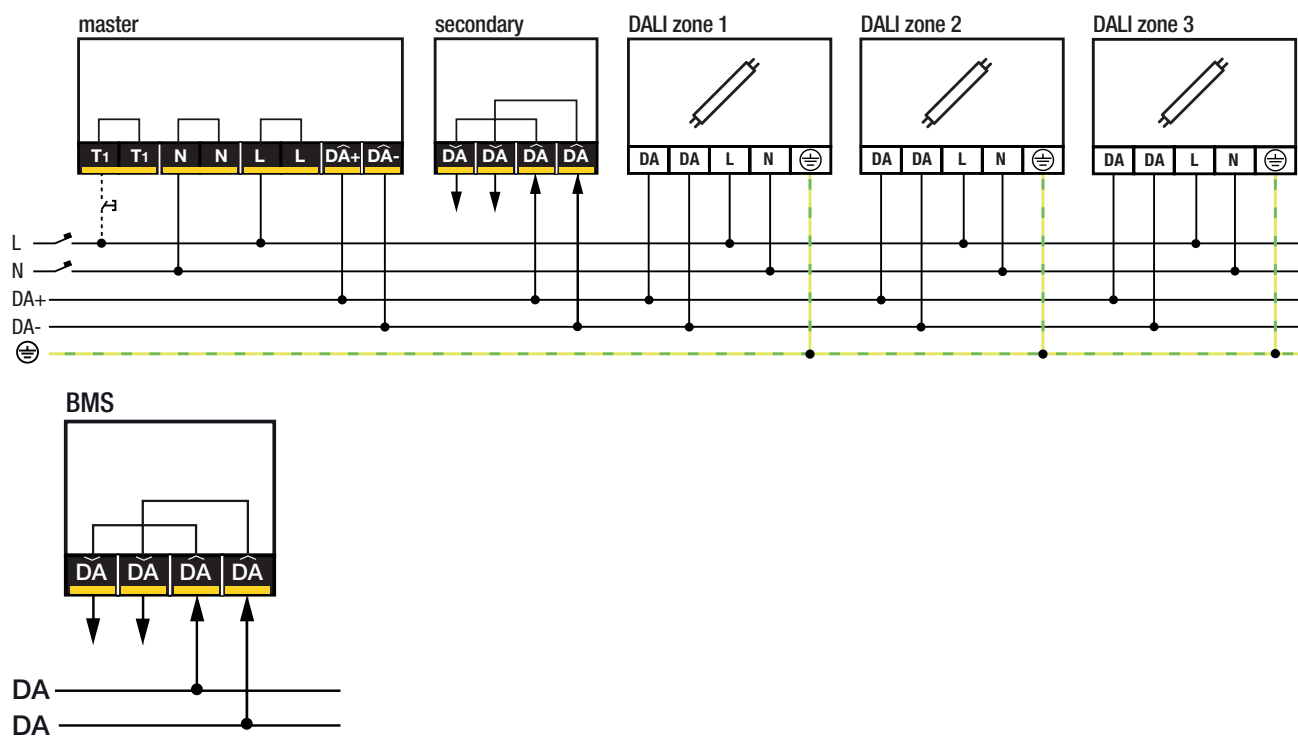 master secondary DALI zone 1 DALI zone 2 DALI zone 3
T1 T1 N N L L DA+ DA- DA DA DA DA DA DA L N DA DA L N DA DA L N
L
N
DA+
DA-
BMS
DA DA DA DA
DA
DA